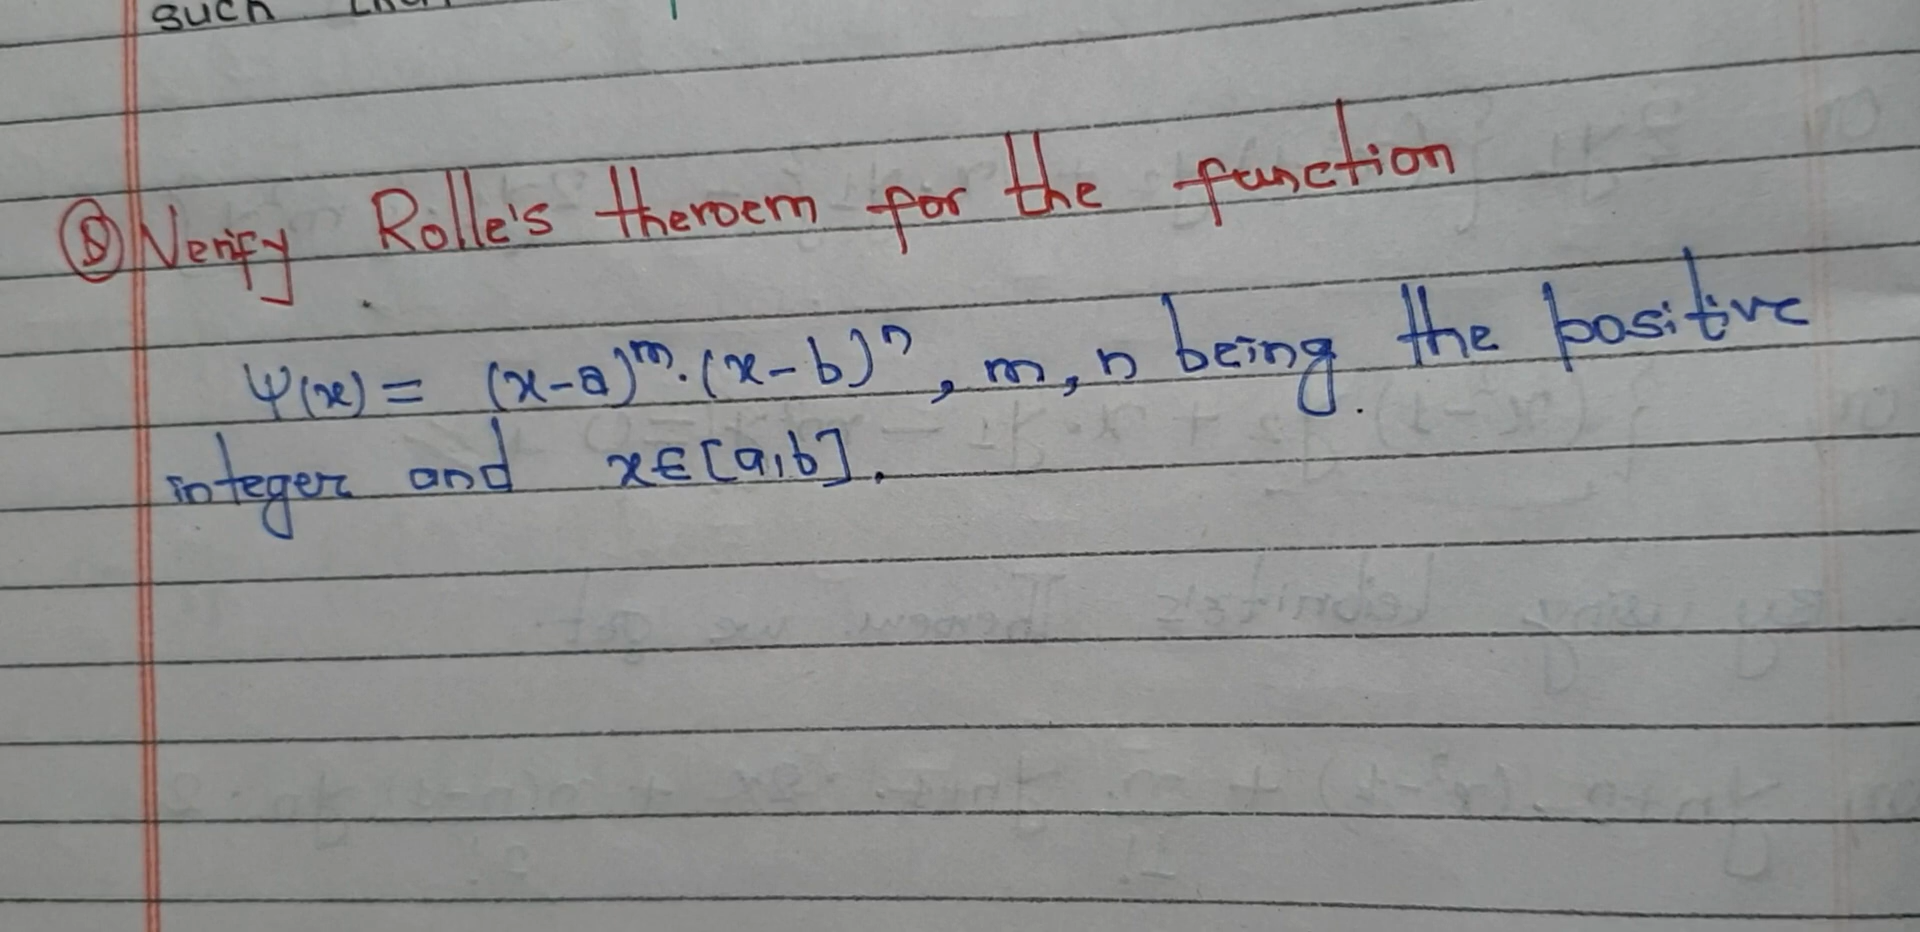 such
⑧ Verify Rolle's theroem for the function
Ψ(x) = (x-a)^m . (x-b)^n , m, n being the positive
integer and x∈[a,b].